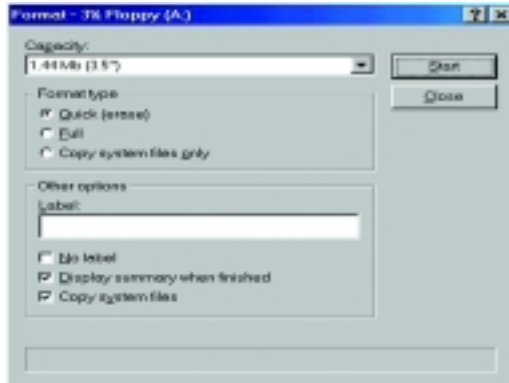 Format - 3½ Floppy (A:)
Capacity:
1.44 Mb (3.5")
Start
Close
Format type
Quick (erase)
Full
Copy system files only
Other options
Label:
No label
Display summary when finished
Copy system files